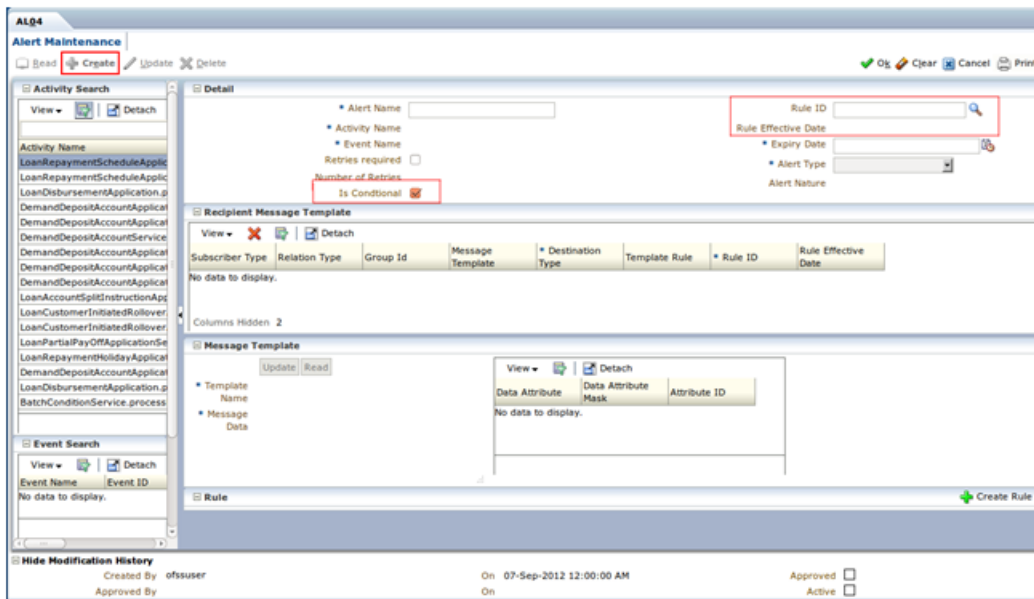 AL04
Alert Maintenance
Read Create Update Delete Ok Clear Cancel Prin
Activity Search
View Detach
Activity Name
LoanRepaymentScheduleApplic
LoanRepaymentScheduleApplic
LoanDisbursementApplication.p
DemandDepositAccountApplicat
DemandDepositAccountService
DemandDepositAccountApplicat
DemandDepositAccountApplicat
DemandDepositAccountApplicat
LoanAccountSplitInstructionApp
LoanCustomerInitiatedRollover.
LoanCustomerInitiatedRollover.
LoanPartialPayOffApplicationSe
LoanRepaymentHolidayApplicat
DemandDepositAccountApplicat
LoanDisbursementApplication.p
BatchConditionService.process
Event Search
View Detach
Event Name Event ID
No data to display.
Detail
* Alert Name
* Activity Name
* Event Name
Retries required
Number of Retries
Is Condtional
Rule ID
Rule Effective Date
* Expiry Date
* Alert Type
Alert Nature
Recipient Message Template
View Detach
Subscriber Type Relation Type Group Id Message Template * Destination Type Template Rule * Rule ID Rule Effective Date
No data to display.
Columns Hidden 2
Message Template
Update Read
* Template Name
* Message Data
View Detach
Data Attribute Data Attribute Mask Attribute ID
No data to display.
Rule Create Rule
Hide Modification History
Created By ofssuser On 07-Sep-2012 12:00:00 AM Approved
Approved By On Active